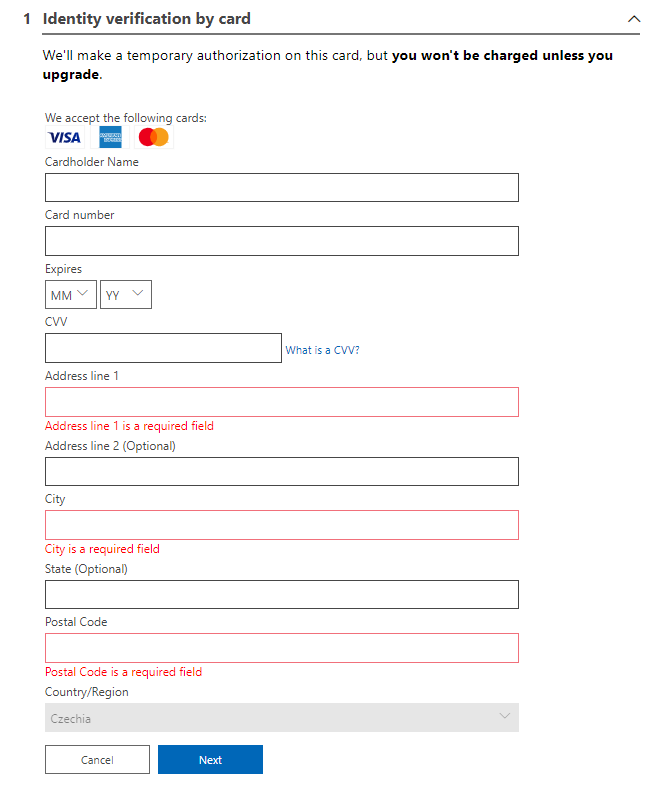 1 Identity verification by card
We'll make a temporary authorization on this card, but you won't be charged unless you
upgrade.
We accept the following cards:
VISA AMERICAN EXPRESS
Cardholder Name
Card number
Expires
MM YY
CVV
What is a CVV?
Address line 1
Address line 1 is a required field
Address line 2 (Optional)
City
City is a required field
State (Optional)
Postal Code
Postal Code is a required field
Country/Region
Czechia
Cancel Next